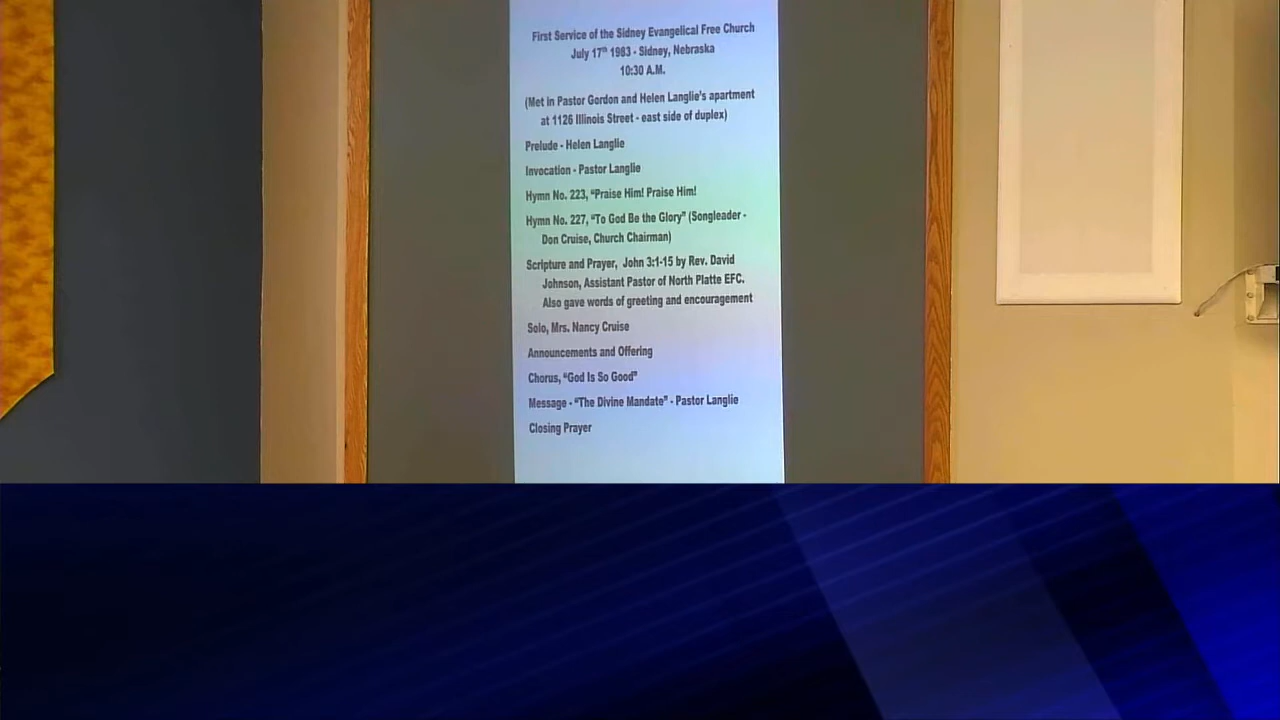 First Service of the Sidney Evangelical Free Church
July 17th 1983 - Sidney, Nebraska
10:30 A.M.
(Met in Pastor Gordon and Helen Langlie's apartment
at 1126 Illinois Street - east side of duplex)
Prelude - Helen Langlie
Invocation - Pastor Langlie
Hymn No. 223, "Praise Him! Praise Him!
Hymn No. 227, "To God Be the Glory" (Songleader -
Don Cruise, Church Chairman)
Scripture and Prayer, John 3:1-15 by Rev. David
Johnson, Assistant Pastor of North Platte EFC.
Also gave words of greeting and encouragement
Solo, Mrs. Nancy Cruise
Announcements and Offering
Chorus, "God Is So Good"
Message - "The Divine Mandate" - Pastor Langlie
Closing Prayer